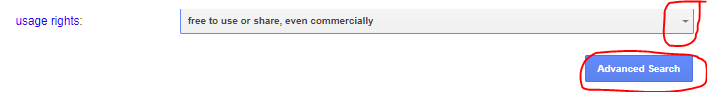 usage rights: free to use or share, even commercially
Advanced Search